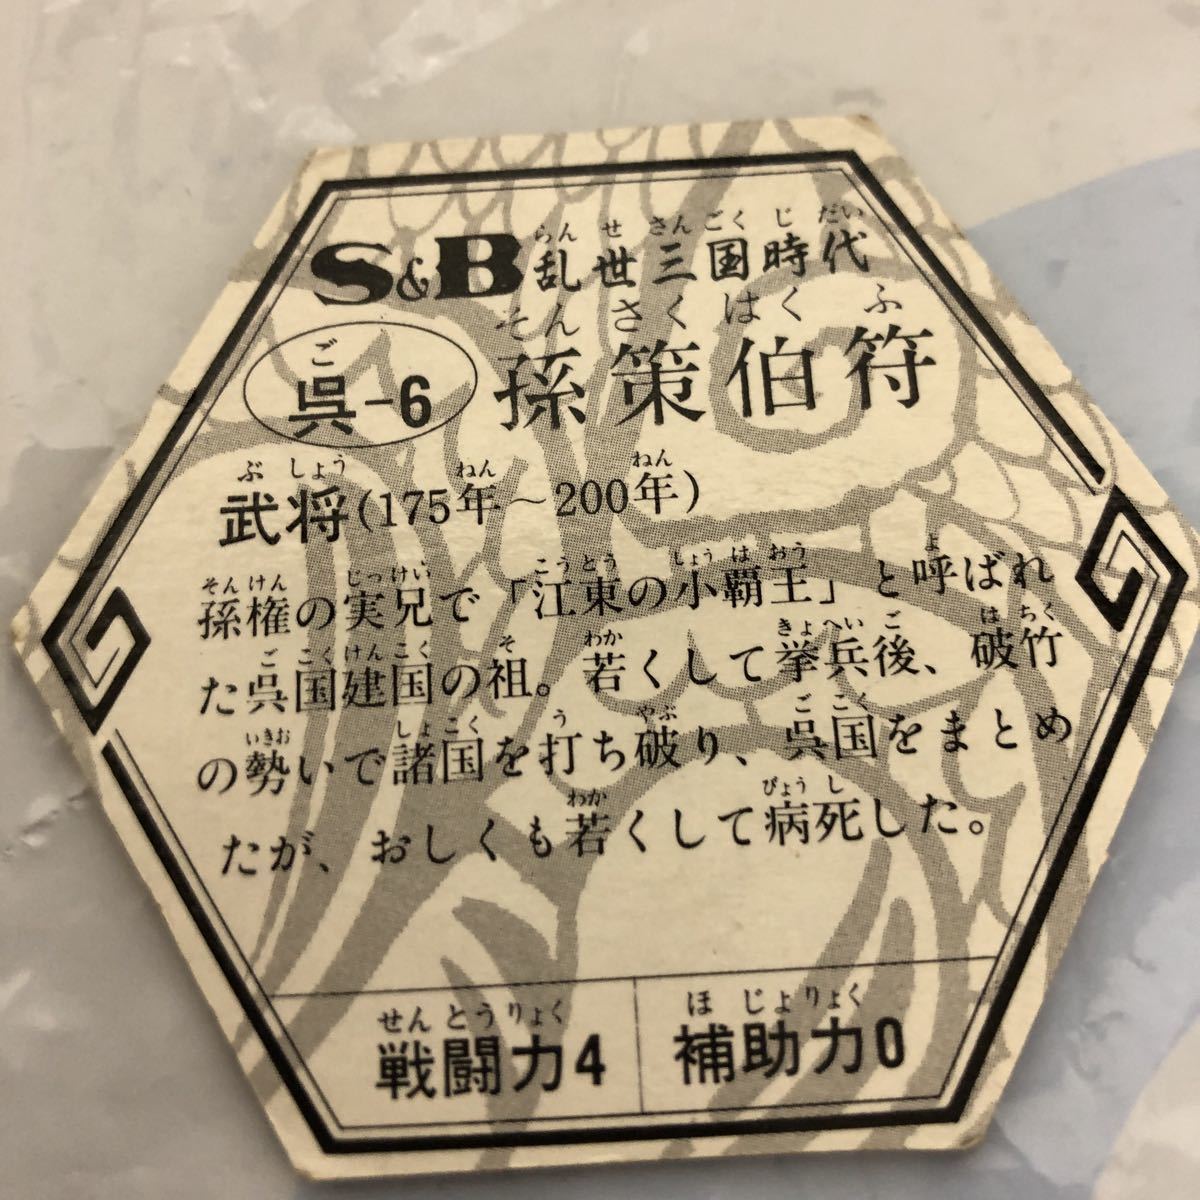 S&B 乱世三国時代
らんせさんごくじだい
そんさくはくふ
呉-6 孫策伯符
ご
ぶしょう ねん ねん
武将(175年～200年)
そんけん じっけい こうとう しょうはおう よ
孫権の実兄で「江東の小覇王」と呼ばれ
ごこくけんこく そ わか きょへいご はちく
た呉国建国の祖。若くして挙兵後、破竹
いきお しょこく う やぶ ごこく
の勢いで諸国を打ち破り、呉国をまとめ
わか びょうし
たが、おしくも若くして病死した。
せんとうりょく
戦闘力4
ほじょりょく
補助力0